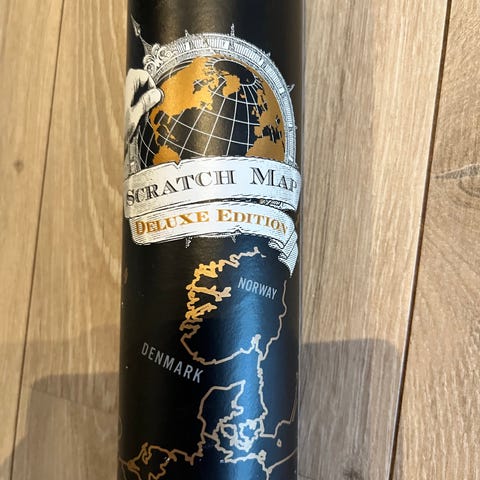 SCRATCH MAP
DELUXE EDITION
NORWAY
DENMARK